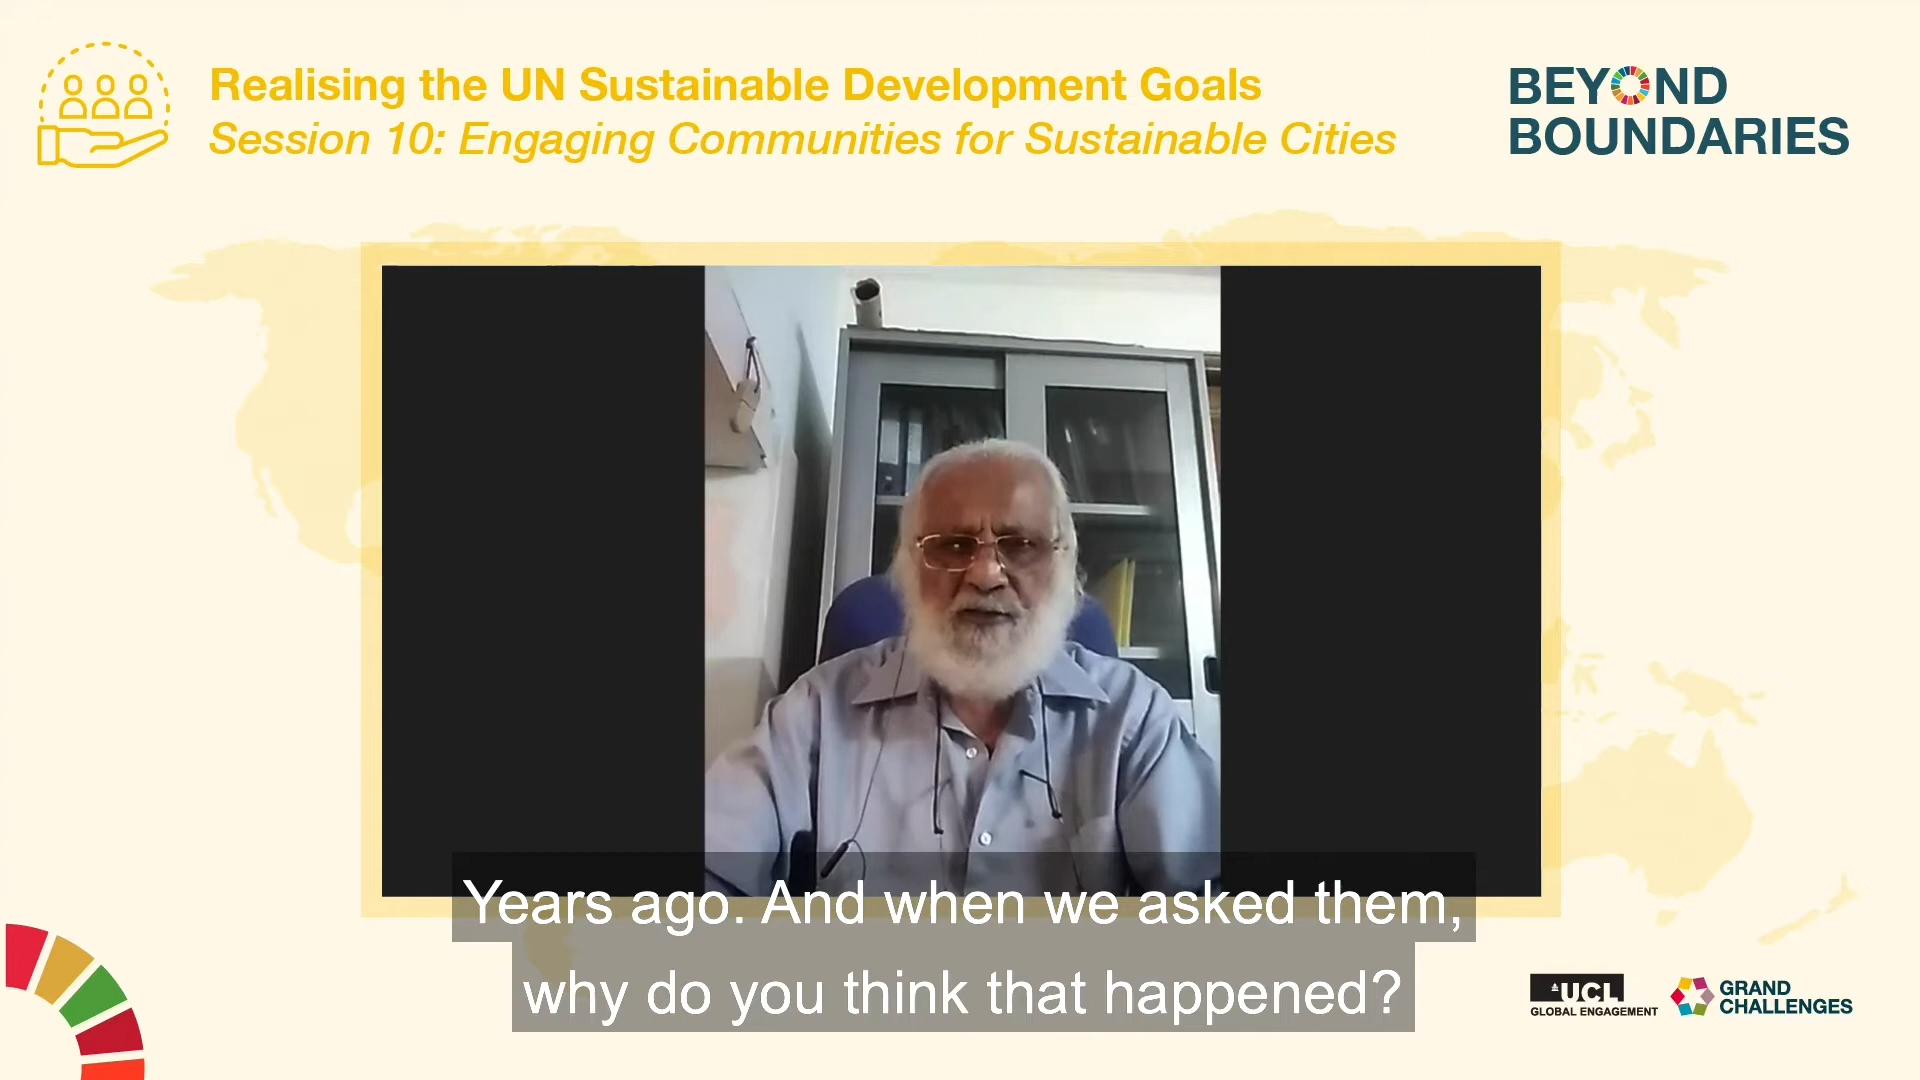 Realising the UN Sustainable Development Goals
Session 10: Engaging Communities for Sustainable Cities
BEYOND
BOUNDARIES
Years ago. And when we asked them,
why do you think that happened?
UCL
GLOBAL ENGAGEMENT
GRAND
CHALLENGES